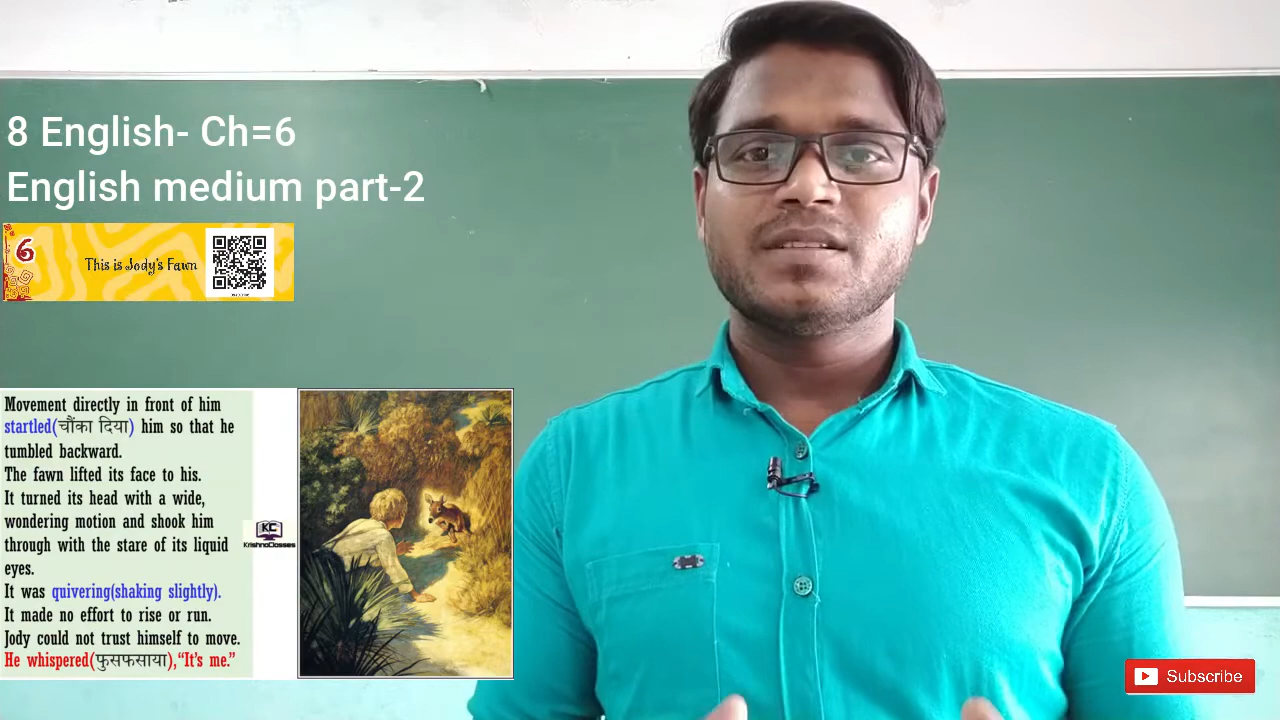 8 English- Ch=6
English medium part-2
6
This is Jody's Fawn
Movement directly in front of him
startled(चौंका दिया) him so that he
tumbled backward.
The fawn lifted its face to his.
It turned its head with a wide,
wondering motion and shook him
through with the stare of its liquid
eyes.
It was quivering(shaking slightly).
It made no effort to rise or run.
Jody could not trust himself to move.
He whispered(फुसफसाया),“It's me.”
KC
KrishnaClasses
Subscribe